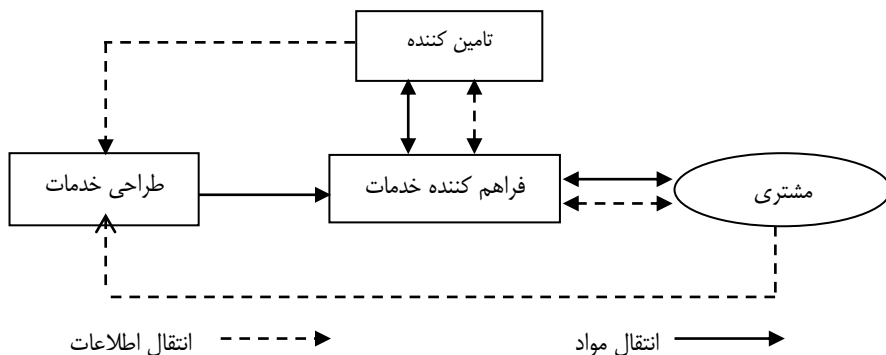 تامین کننده
طراحی خدمات
فراهم کننده خدمات
مشتری
انتقال مواد
انتقال اطلاعات